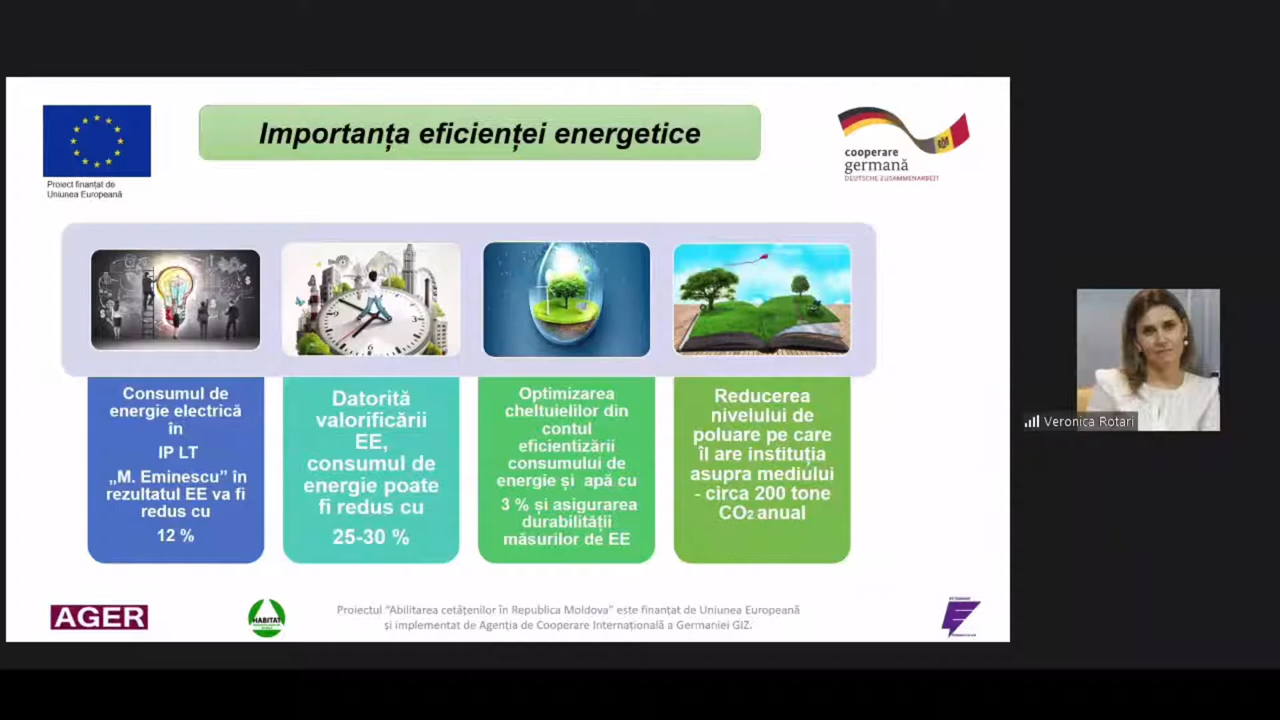 Importanța eficienței energetice
Proiect finanțat de
Uniunea Europeană
cooperare
germană
DEUTSCHE ZUSAMMENARBEIT
Consumul de
energie electrică
în
IP LT
„M. Eminescu” în
rezultatul EE va fi
redus cu
12 %
Datorită
valorificării
EE,
consumul de
energie poate
fi redus cu
25-30 %
Optimizarea
cheltuielilor din
contul
eficientizării
consumului de
energie și apă cu
3 % și asigurarea
durabilității
măsurilor de EE
Reducerea
nivelului de
poluare pe care
îl are instituția
asupra mediului
- circa 200 tone
CO₂ anual
Veronica Rotari
AGER
HABITAT
Proiectul “Abilitarea cetățenilor în Republica Moldova” este finanțat de Uniunea Europeană
și implementat de Agenția de Cooperare Internațională a Germaniei GIZ.